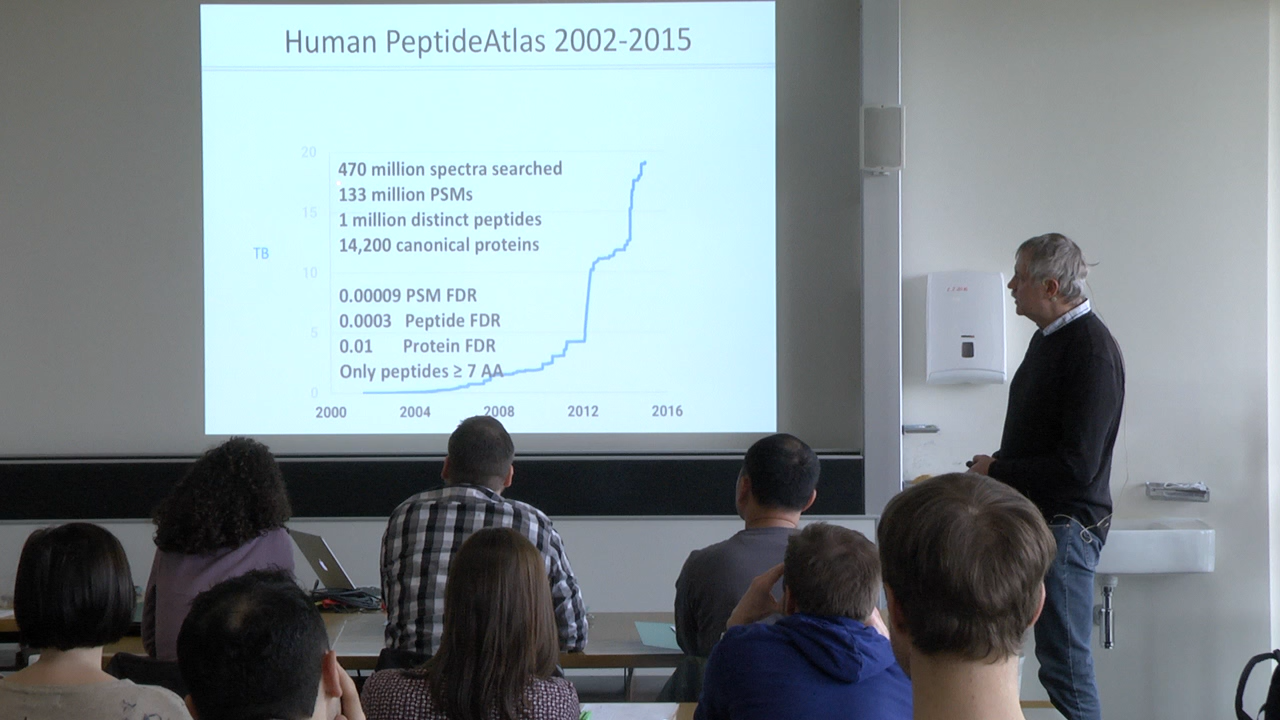 Human PeptideAtlas 2002-2015
20
470 million spectra searched
133 million PSMs
15
1 million distinct peptides
14,200 canonical proteins
TB
10
0.00009 PSM FDR
0.0003 Peptide FDR
5
0.01 Protein FDR
Only peptides ≥ 7 AA
0
2000 2004 2008 2012 2016